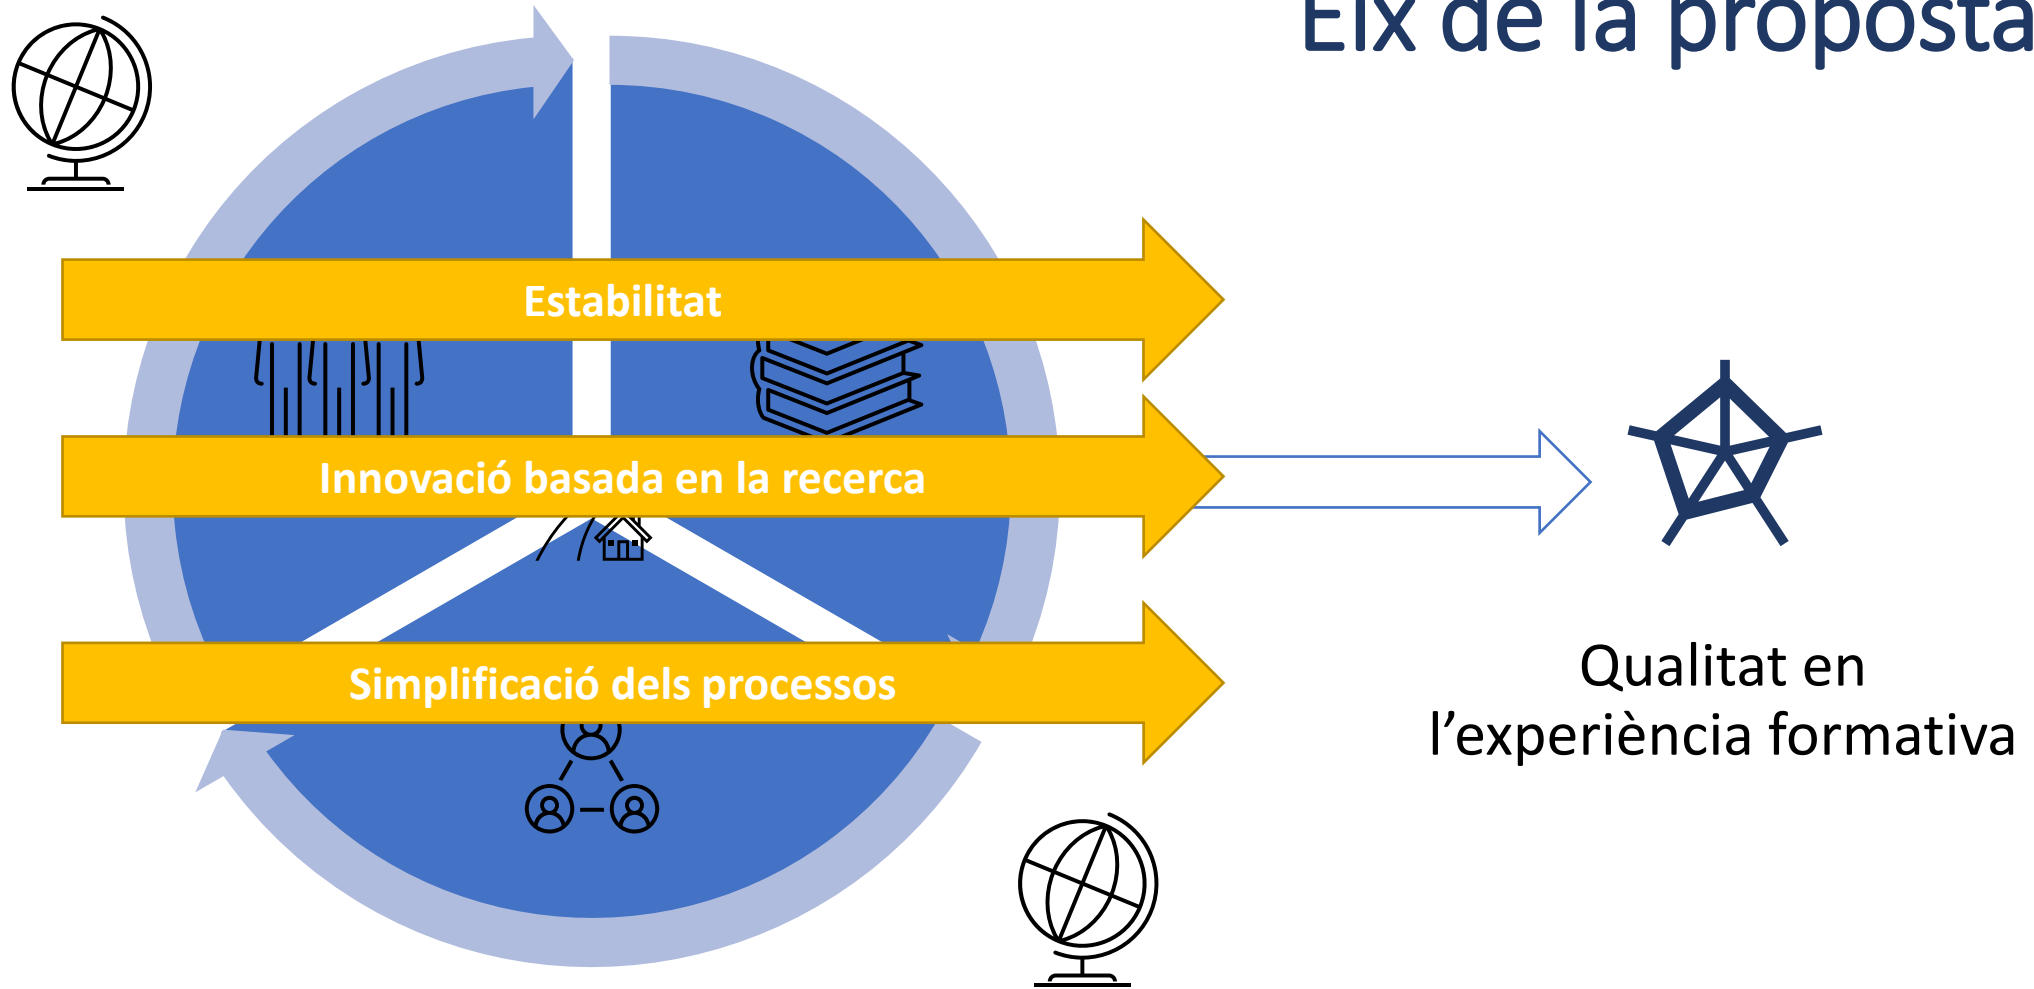 Eix de la proposta
Estabilitat
Innovació basada en la recerca
Simplificació dels processos
Qualitat en
l’experiència formativa